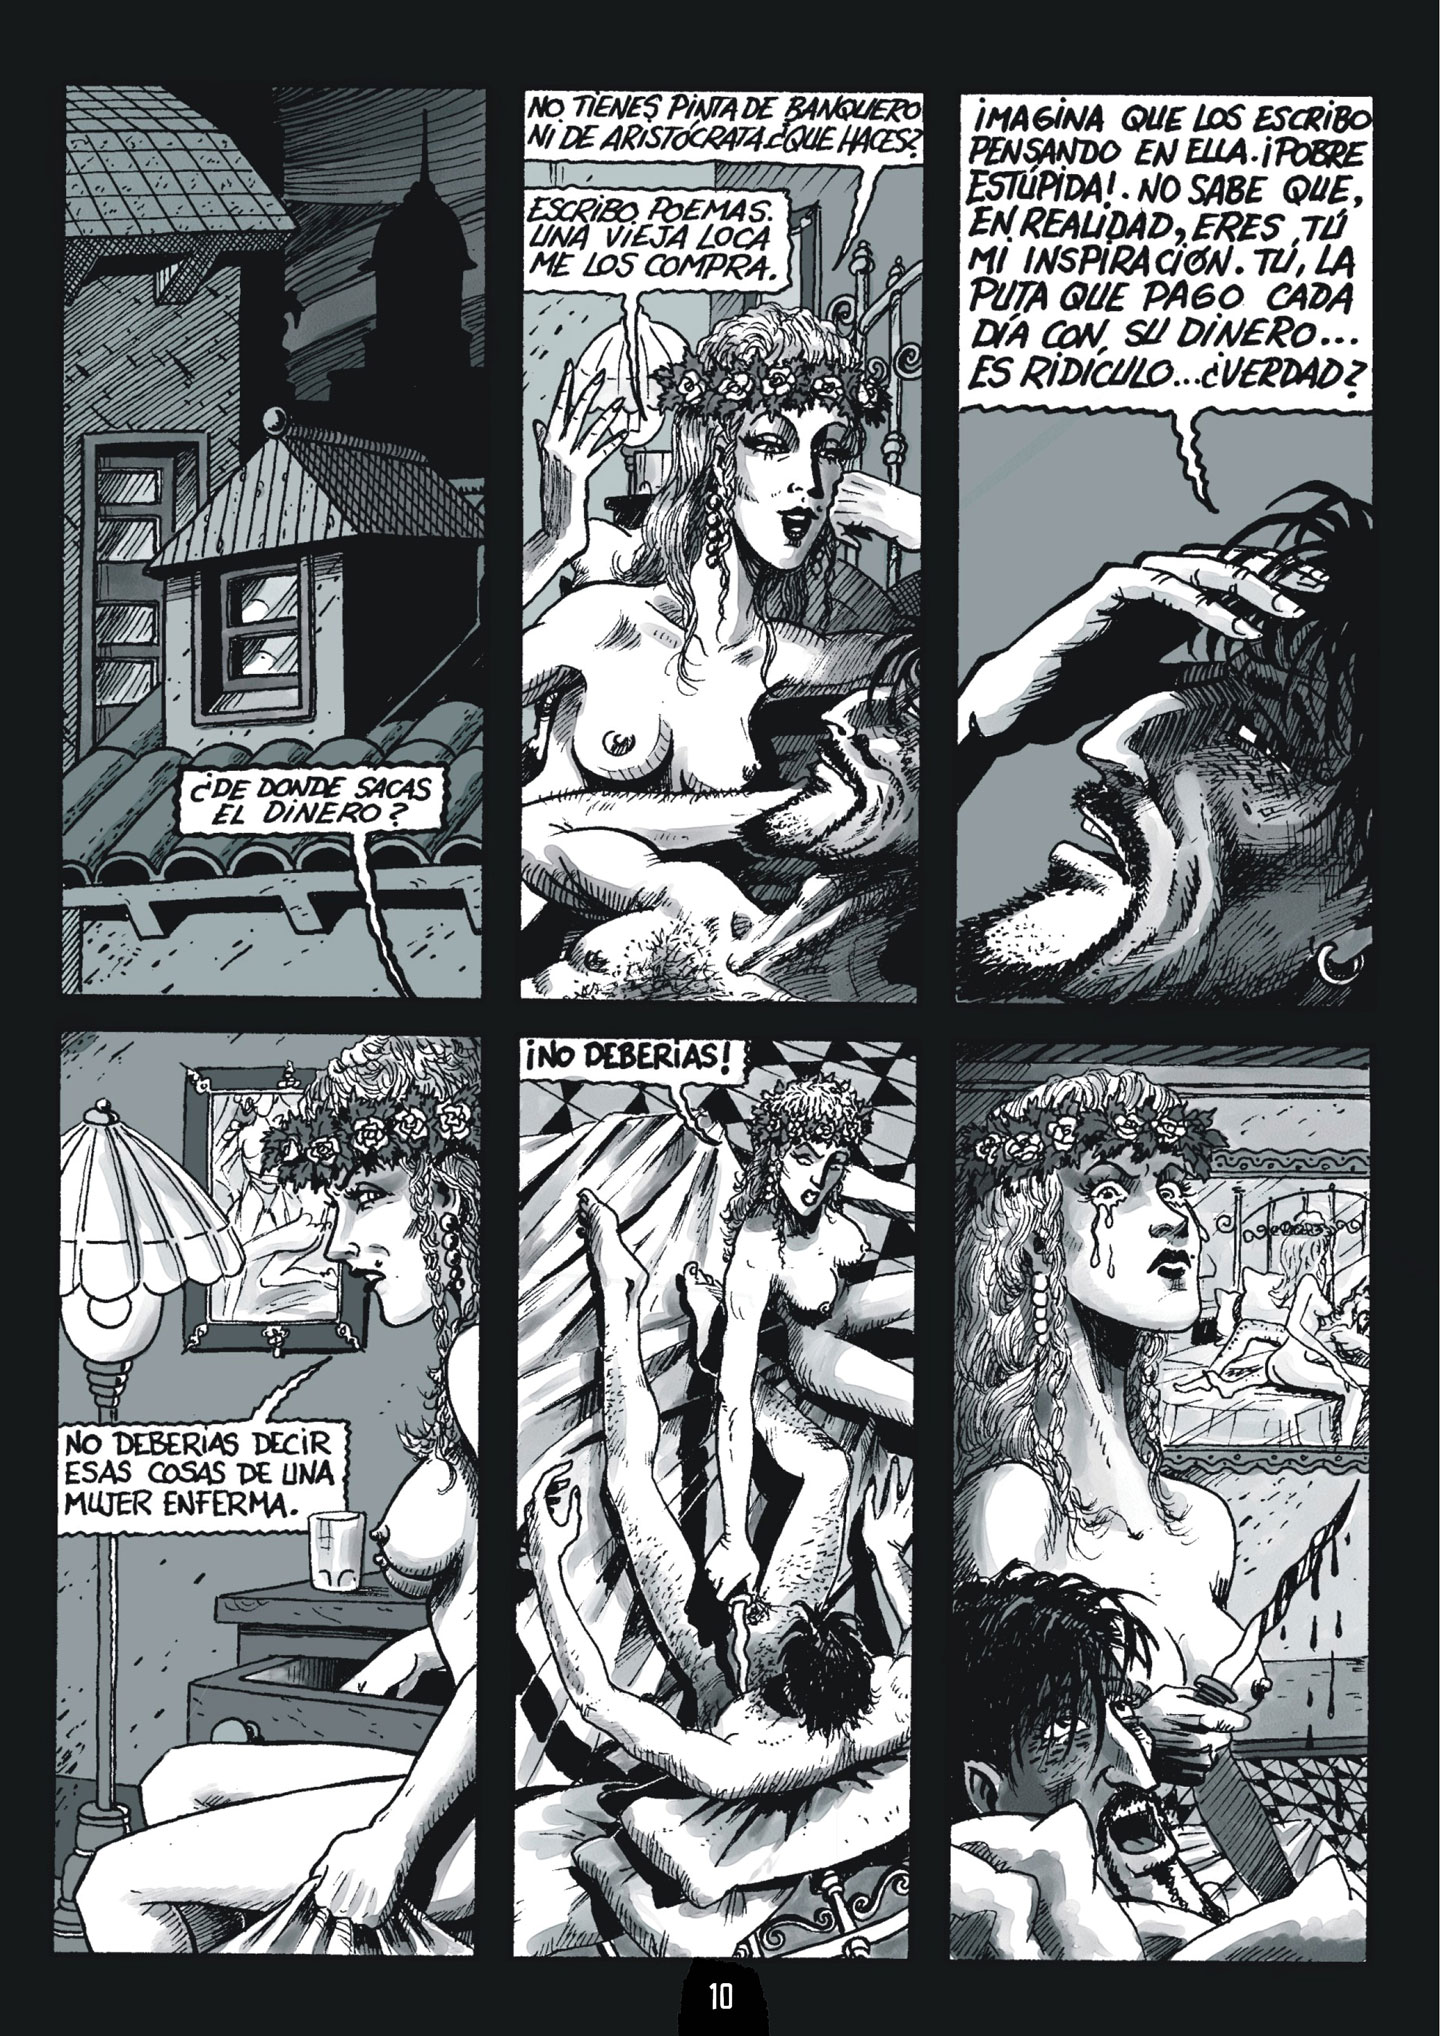 ¿DE DONDE SACAS
EL DINERO?
NO TIENES PINTA DE BANQUERO
NI DE ARISTÓCRATA. ¿QUE HACES?
ESCRIBO POEMAS.
UNA VIEJA LOCA
ME LOS COMPRA.
¡MAGINA QUE LOS ESCRIBO
PENSANDO EN ELLA. ¡POBRE
ESTÚPIDA!. NO SABE QUE,
EN REALIDAD, ERES TÚ
MI INSPIRACIÓN. TÚ, LA
PUTA QUE PAGO CADA
DÍA CON SU DINERO...
ES RIDÍCULO... ¿VERDAD?
NO DEBERIAS DECIR
ESAS COSAS DE UNA
MUJER ENFERMA.
¡NO DEBERIAS!
10